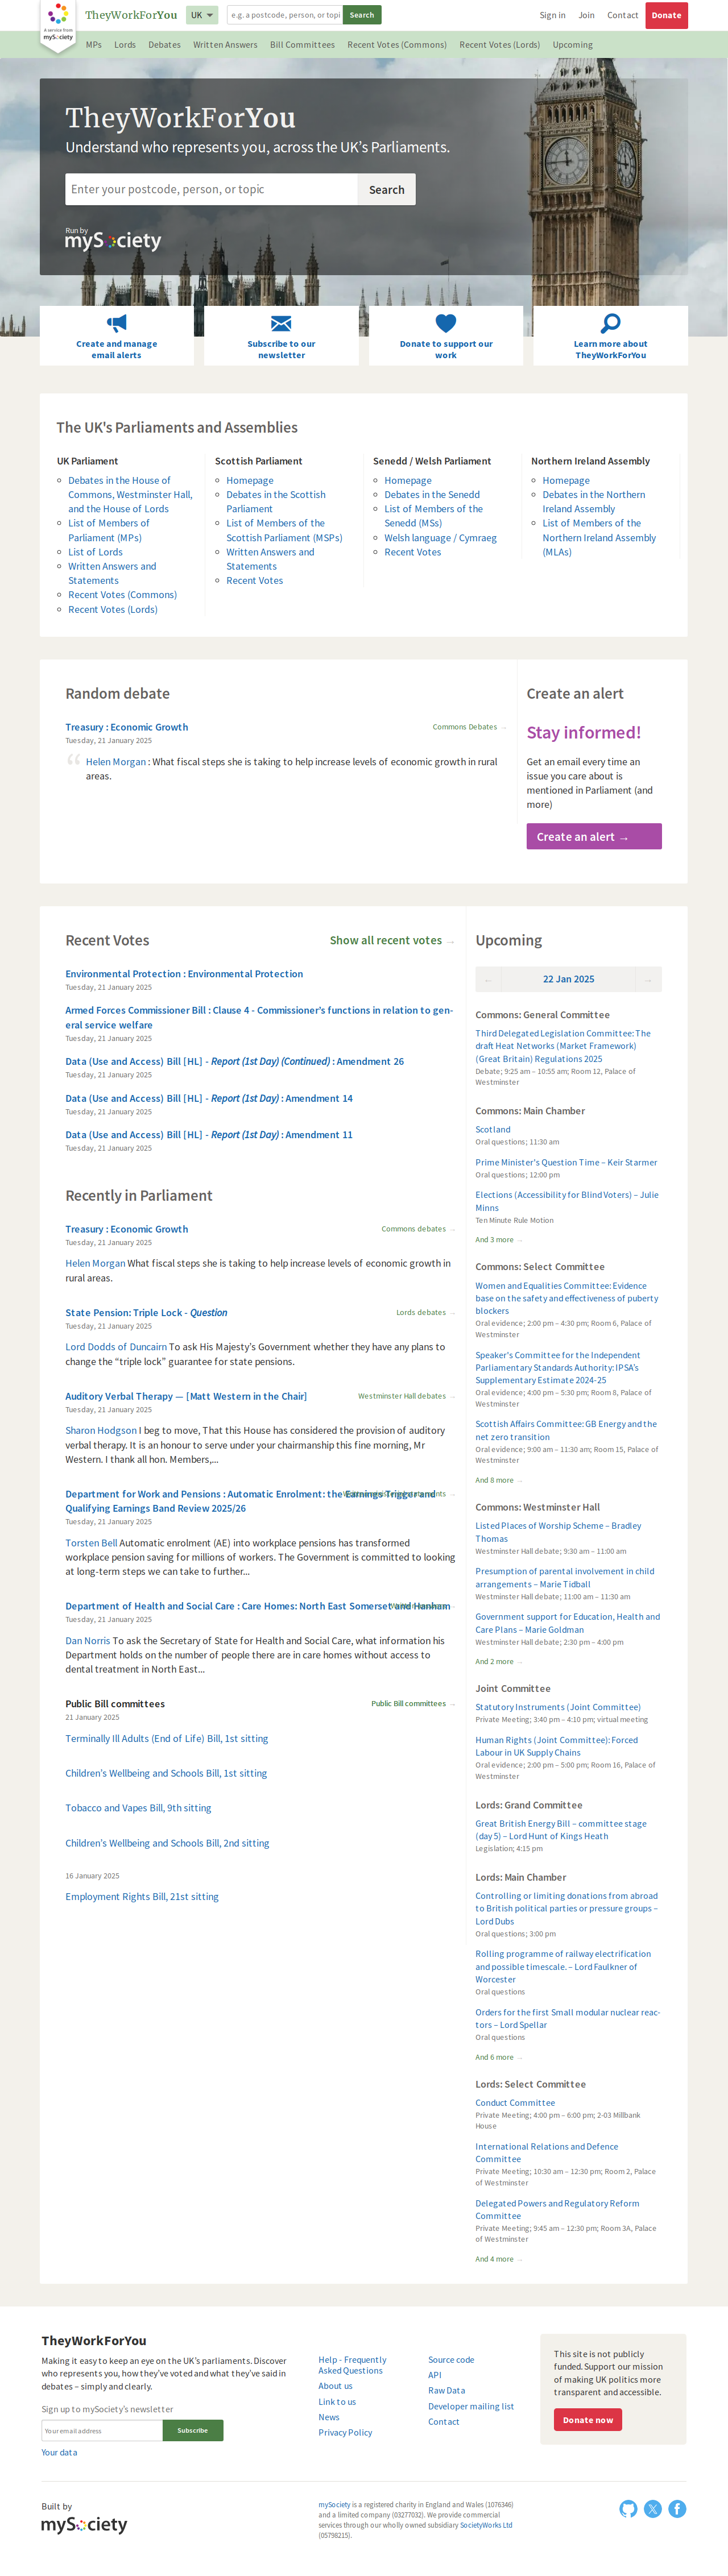 A service from
mySociety
TheyWorkForYou
UK
e.g. a postcode, person, or topi
Search
Sign in
Join
Contact
Donate
MPs
Lords
Debates
Written Answers
Bill Committees
Recent Votes (Commons)
Recent Votes (Lords)
Upcoming
TheyWorkForYou
Understand who represents you, across the UK’s Parliaments.
Enter your postcode, person, or topic
Search
Run by
mySociety
Create and manage
email alerts
Subscribe to our
newsletter
Donate to support our
work
Learn more about
TheyWorkForYou
The UK's Parliaments and Assemblies
UK Parliament
Debates in the House of
Commons, Westminster Hall,
and the House of Lords
List of Members of
Parliament (MPs)
List of Lords
Written Answers and
Statements
Recent Votes (Commons)
Recent Votes (Lords)
Scottish Parliament
Homepage
Debates in the Scottish
Parliament
List of Members of the
Scottish Parliament (MSPs)
Written Answers and
Statements
Recent Votes
Senedd / Welsh Parliament
Homepage
Debates in the Senedd
List of Members of the
Senedd (MSs)
Welsh language / Cymraeg
Recent Votes
Northern Ireland Assembly
Homepage
Debates in the Northern
Ireland Assembly
List of Members of the
Northern Ireland Assembly
(MLAs)
Random debate
Treasury : Economic Growth
Commons Debates →
Tuesday, 21 January 2025
“ Helen Morgan : What fiscal steps she is taking to help increase levels of economic growth in rural
areas.
Create an alert
Stay informed!
Get an email every time an
issue you care about is
mentioned in Parliament (and
more)
Create an alert →
Recent Votes
Show all recent votes →
Environmental Protection : Environmental Protection
Tuesday, 21 January 2025
Armed Forces Commissioner Bill : Clause 4 - Commissioner’s functions in relation to gen-
eral service welfare
Tuesday, 21 January 2025
Data (Use and Access) Bill [HL] - Report (1st Day) (Continued) : Amendment 26
Tuesday, 21 January 2025
Data (Use and Access) Bill [HL] - Report (1st Day) : Amendment 14
Tuesday, 21 January 2025
Data (Use and Access) Bill [HL] - Report (1st Day) : Amendment 11
Tuesday, 21 January 2025
Recently in Parliament
Treasury : Economic Growth
Commons debates →
Tuesday, 21 January 2025
Helen Morgan What fiscal steps she is taking to help increase levels of economic growth in
rural areas.
State Pension: Triple Lock - Question
Lords debates →
Tuesday, 21 January 2025
Lord Dodds of Duncairn To ask His Majesty’s Government whether they have any plans to
change the “triple lock” guarantee for state pensions.
Auditory Verbal Therapy — [Matt Western in the Chair]
Westminster Hall debates →
Tuesday, 21 January 2025
Sharon Hodgson I beg to move, That this House has considered the provision of auditory
verbal therapy. It is an honour to serve under your chairmanship this fine morning, Mr
Western. I thank all hon. Members,...
Department for Work and Pensions : Automatic Enrolment: the Earnings Trigger and
Qualifying Earnings Band Review 2025/26
Tuesday, 21 January 2025
Torsten Bell Automatic enrolment (AE) into workplace pensions has transformed
workplace pension saving for millions of workers. The Government is committed to looking
at long-term steps we can take to further...
Department of Health and Social Care : Care Homes: North East Somerset and Hanham
Tuesday, 21 January 2025
Dan Norris To ask the Secretary of State for Health and Social Care, what information his
Department holds on the number of people there are in care homes without access to
dental treatment in North East...
Public Bill committees
Public Bill committees →
21 January 2025
Terminally Ill Adults (End of Life) Bill, 1st sitting
Children’s Wellbeing and Schools Bill, 1st sitting
Tobacco and Vapes Bill, 9th sitting
Children’s Wellbeing and Schools Bill, 2nd sitting
16 January 2025
Employment Rights Bill, 21st sitting
Upcoming
← 22 Jan 2025 →
Commons: General Committee
Third Delegated Legislation Committee: The
draft Heat Networks (Market Framework)
(Great Britain) Regulations 2025
Debate; 9:25 am – 10:55 am; Room 12, Palace of
Westminster
Commons: Main Chamber
Scotland
Oral questions; 11:30 am
Prime Minister's Question Time – Keir Starmer
Oral questions; 12:00 pm
Elections (Accessibility for Blind Voters) – Julie
Minns
Ten Minute Rule Motion
And 3 more →
Commons: Select Committee
Women and Equalities Committee: Evidence
base on the safety and effectiveness of puberty
blockers
Oral evidence; 2:00 pm – 4:30 pm; Room 6, Palace of
Westminster
Speaker's Committee for the Independent
Parliamentary Standards Authority: IPSA’s
Supplementary Estimate 2024-25
Oral evidence; 4:00 pm – 5:30 pm; Room 8, Palace of
Westminster
Scottish Affairs Committee: GB Energy and the
net zero transition
Oral evidence; 9:00 am – 11:30 am; Room 15, Palace of
Westminster
And 8 more →
Commons: Westminster Hall
Listed Places of Worship Scheme – Bradley
Thomas
Westminster Hall debate; 9:30 am – 11:00 am
Presumption of parental involvement in child
arrangements – Marie Tidball
Westminster Hall debate; 11:00 am – 11:30 am
Government support for Education, Health and
Care Plans – Marie Goldman
Westminster Hall debate; 2:30 pm – 4:00 pm
And 2 more →
Joint Committee
Statutory Instruments (Joint Committee)
Private Meeting; 3:40 pm – 4:10 pm; virtual meeting
Human Rights (Joint Committee): Forced
Labour in UK Supply Chains
Oral evidence; 2:00 pm – 5:00 pm; Room 16, Palace of
Westminster
Lords: Grand Committee
Great British Energy Bill – committee stage
(day 5) – Lord Hunt of Kings Heath
Legislation; 4:15 pm
Lords: Main Chamber
Controlling or limiting donations from abroad
to British political parties or pressure groups –
Lord Dubs
Oral questions; 3:00 pm
Rolling programme of railway electrification
and possible timescale. – Lord Faulkner of
Worcester
Oral questions
Orders for the first Small modular nuclear reac-
tors – Lord Spellar
Oral questions
And 6 more →
Lords: Select Committee
Conduct Committee
Private Meeting; 4:00 pm – 6:00 pm; 2-03 Millbank
House
International Relations and Defence
Committee
Private Meeting; 10:30 am – 12:30 pm; Room 2, Palace
of Westminster
Delegated Powers and Regulatory Reform
Committee
Private Meeting; 9:45 am – 12:30 pm; Room 3A, Palace
of Westminster
And 4 more →
TheyWorkForYou
Making it easy to keep an eye on the UK’s parliaments. Discover
who represents you, how they’ve voted and what they’ve said in
debates – simply and clearly.
Sign up to mySociety's newsletter
Your email address
Subscribe
Your data
Help - Frequently
Asked Questions
About us
Link to us
News
Privacy Policy
Source code
API
Raw Data
Developer mailing list
Contact
This site is not publicly
funded. Support our mission
of making UK politics more
transparent and accessible.
Donate now
Built by
mySociety
mySociety is a registered charity in England and Wales (1076346)
and a limited company (03277032). We provide commercial
services through our wholly owned subsidiary SocietyWorks Ltd
(05798215).